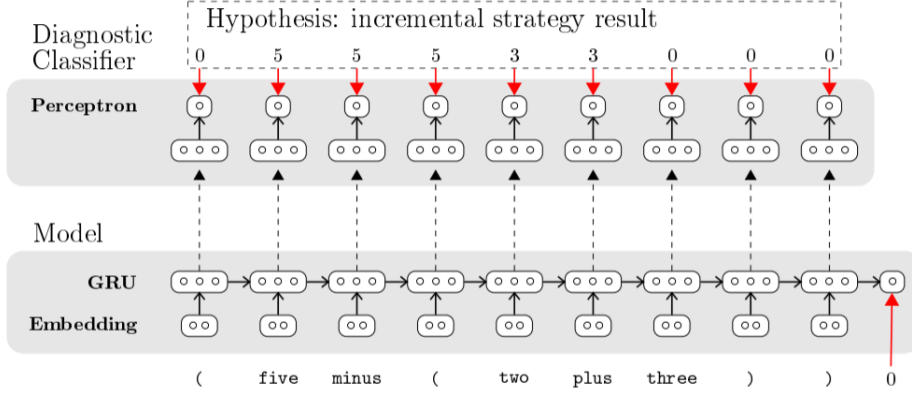 Hypothesis: incremental strategy result
Diagnostic
Classifier
0 5 5 5 3 3 0 0 0
Perceptron
Model
GRU
Embedding
( five minus ( two plus three ) ) 0